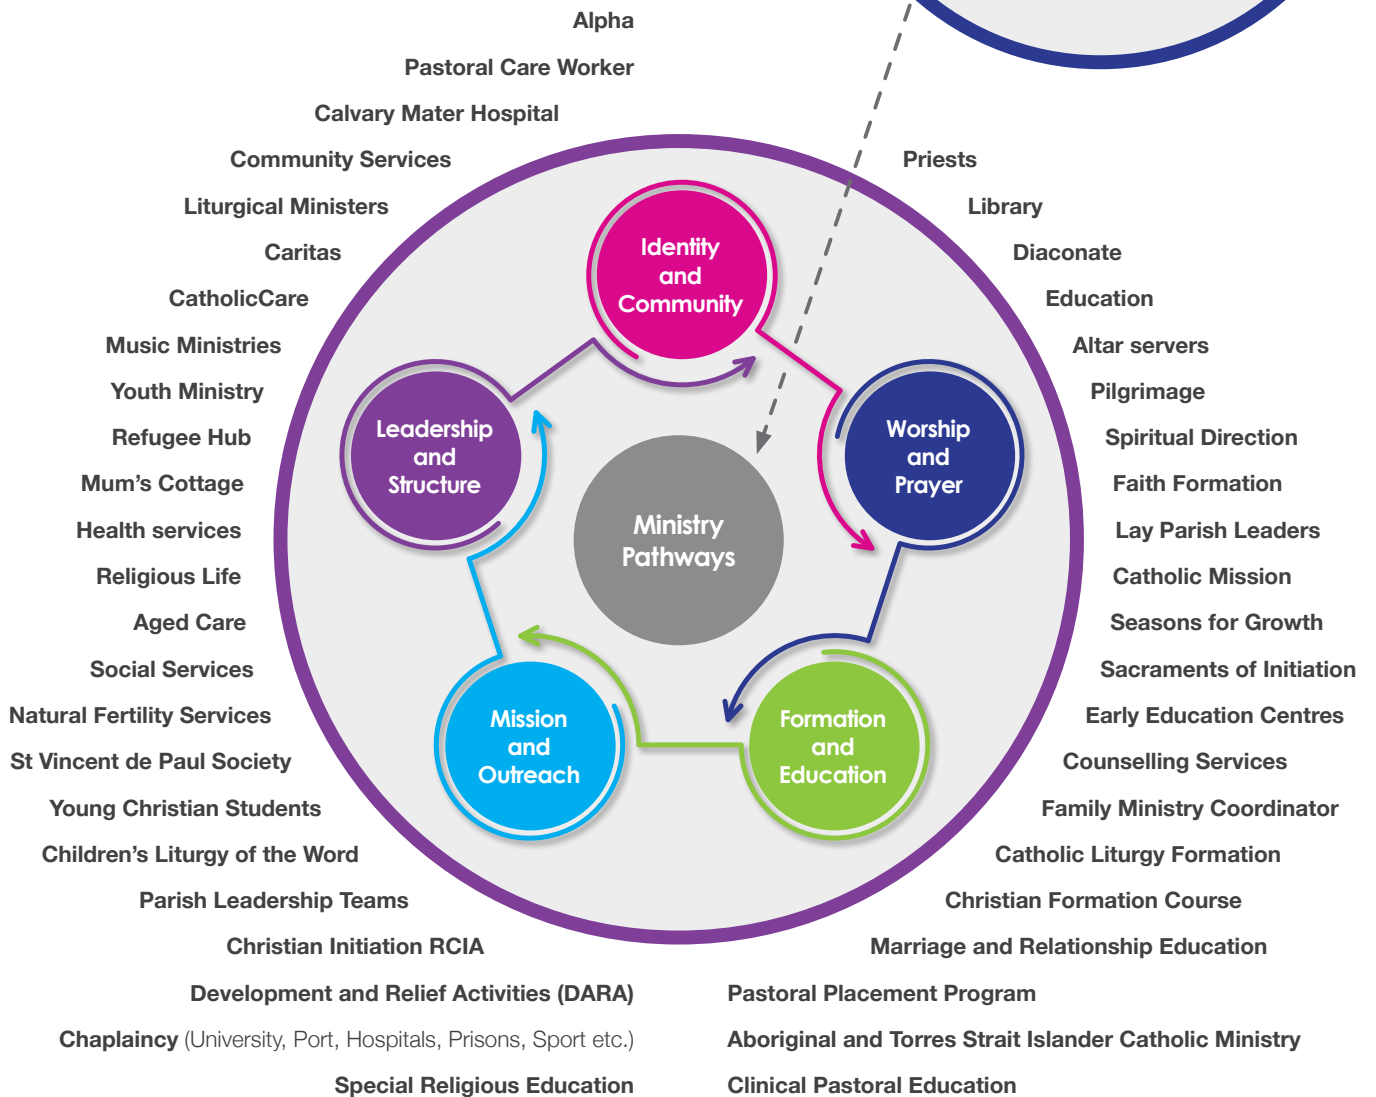 Alpha
Pastoral Care Worker
Calvary Mater Hospital
Community Services
Liturgical Ministers
Caritas
CatholicCare
Music Ministries
Youth Ministry
Refugee Hub
Mum's Cottage
Health services
Religious Life
Aged Care
Social Services
Natural Fertility Services
St Vincent de Paul Society
Young Christian Students
Children's Liturgy of the Word
Parish Leadership Teams
Christian Initiation RCIA
Development and Relief Activities (DARA)
Chaplaincy (University, Port, Hospitals, Prisons, Sport etc.)
Special Religious Education
Identity
and
Community
Leadership
and
Structure
Worship
and
Prayer
Ministry
Pathways
Mission
and
Outreach
Formation
and
Education
Priests
Library
Diaconate
Education
Altar servers
Pilgrimage
Spiritual Direction
Faith Formation
Lay Parish Leaders
Catholic Mission
Seasons for Growth
Sacraments of Initiation
Early Education Centres
Counselling Services
Family Ministry Coordinator
Catholic Liturgy Formation
Christian Formation Course
Marriage and Relationship Education
Pastoral Placement Program
Aboriginal and Torres Strait Islander Catholic Ministry
Clinical Pastoral Education